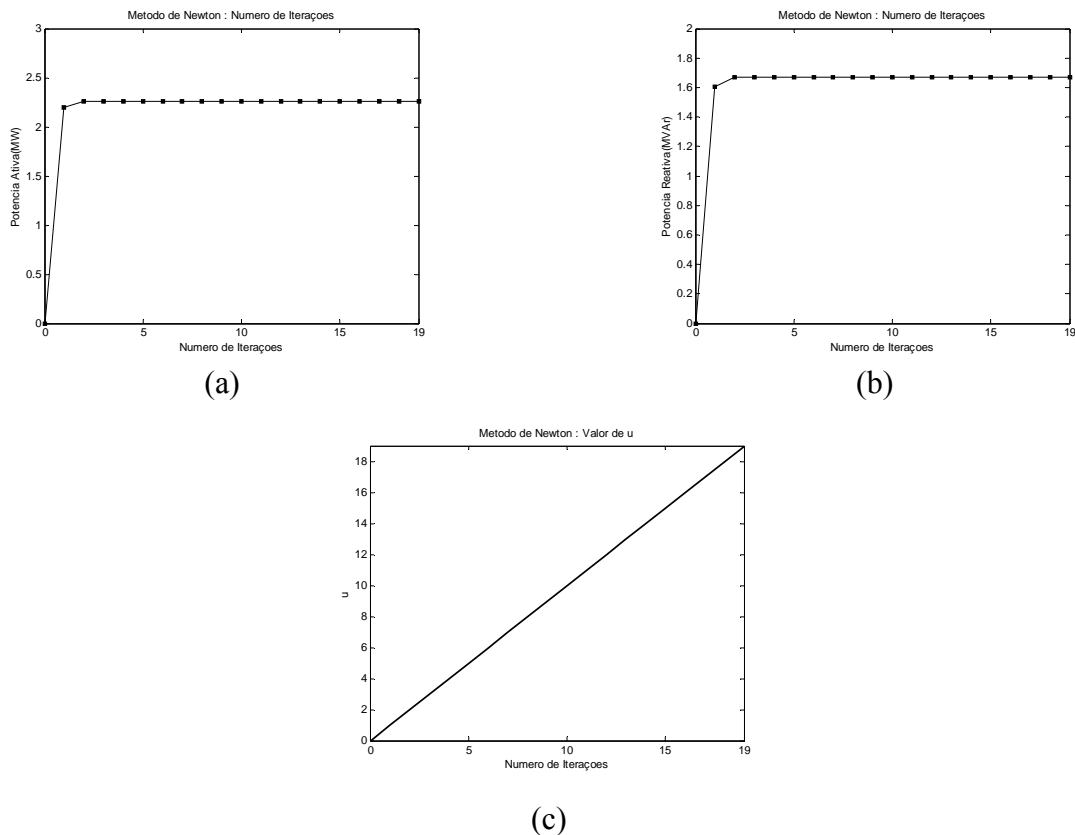 Metodo de Newton : Numero de Iteraçoes
3
2.5
2
1.5
1
0.5
0
Potencia Ativa(MW)
0 5 10 15 19
Numero de Iteraçoes
(a)
Metodo de Newton : Numero de Iteraçoes
2
1.8
1.6
1.4
1.2
1
0.8
0.6
0.4
0.2
0
Potencia Reativa(MVAr)
0 5 10 15 19
Numero de Iteraçoes
(b)
Metodo de Newton : Valor de u
18
16
14
12
10
8
6
4
2
0
u
0 5 10 15 19
Numero de Iteraçoes
(c)